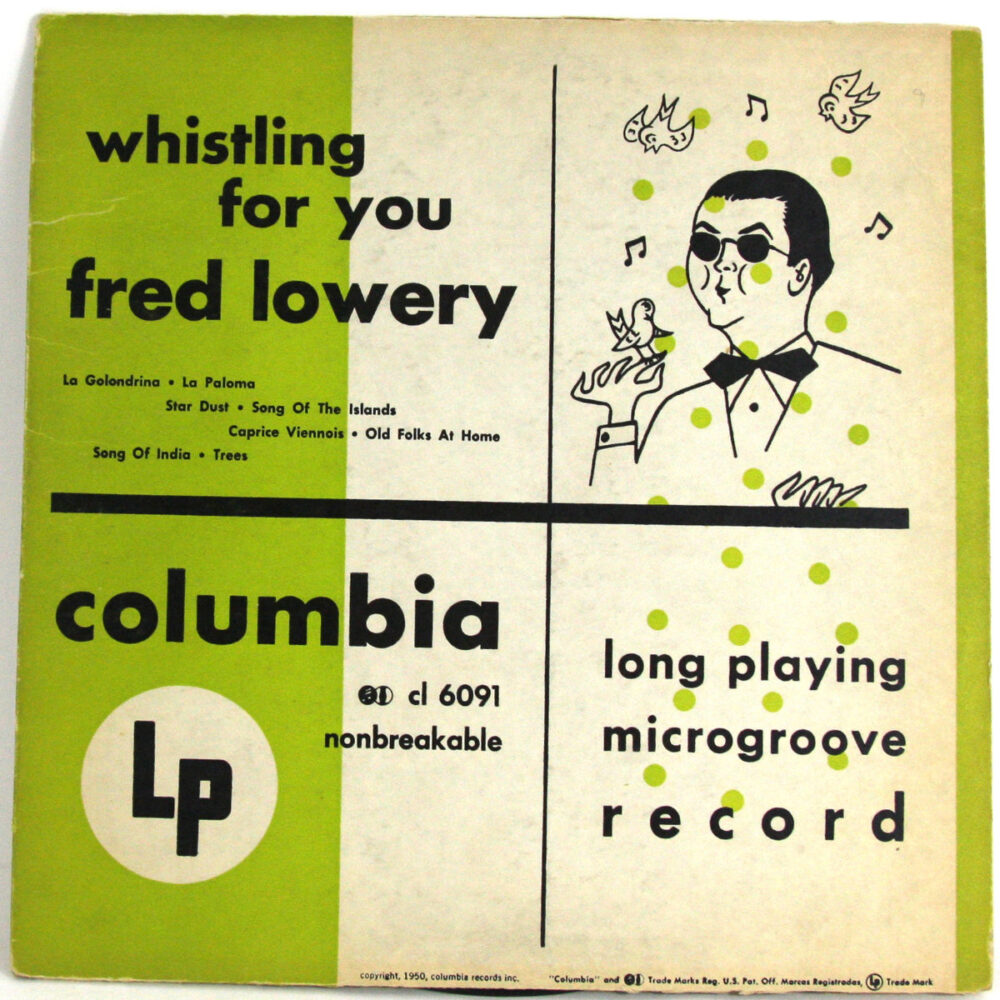 whistling
for you
fred lowery
La Golondrina • La Paloma
Star Dust • Song Of The Islands
Caprice Viennois • Old Folks At Home
Song Of India • Trees
columbia
cl 6091
nonbreakable
LP
long playing
microgroove
record
copyright, 1950, columbia records inc. "Columbia" and Trade Marks Reg. U.S. Pat. Off. Marcas Registradas, LP Trade Mark